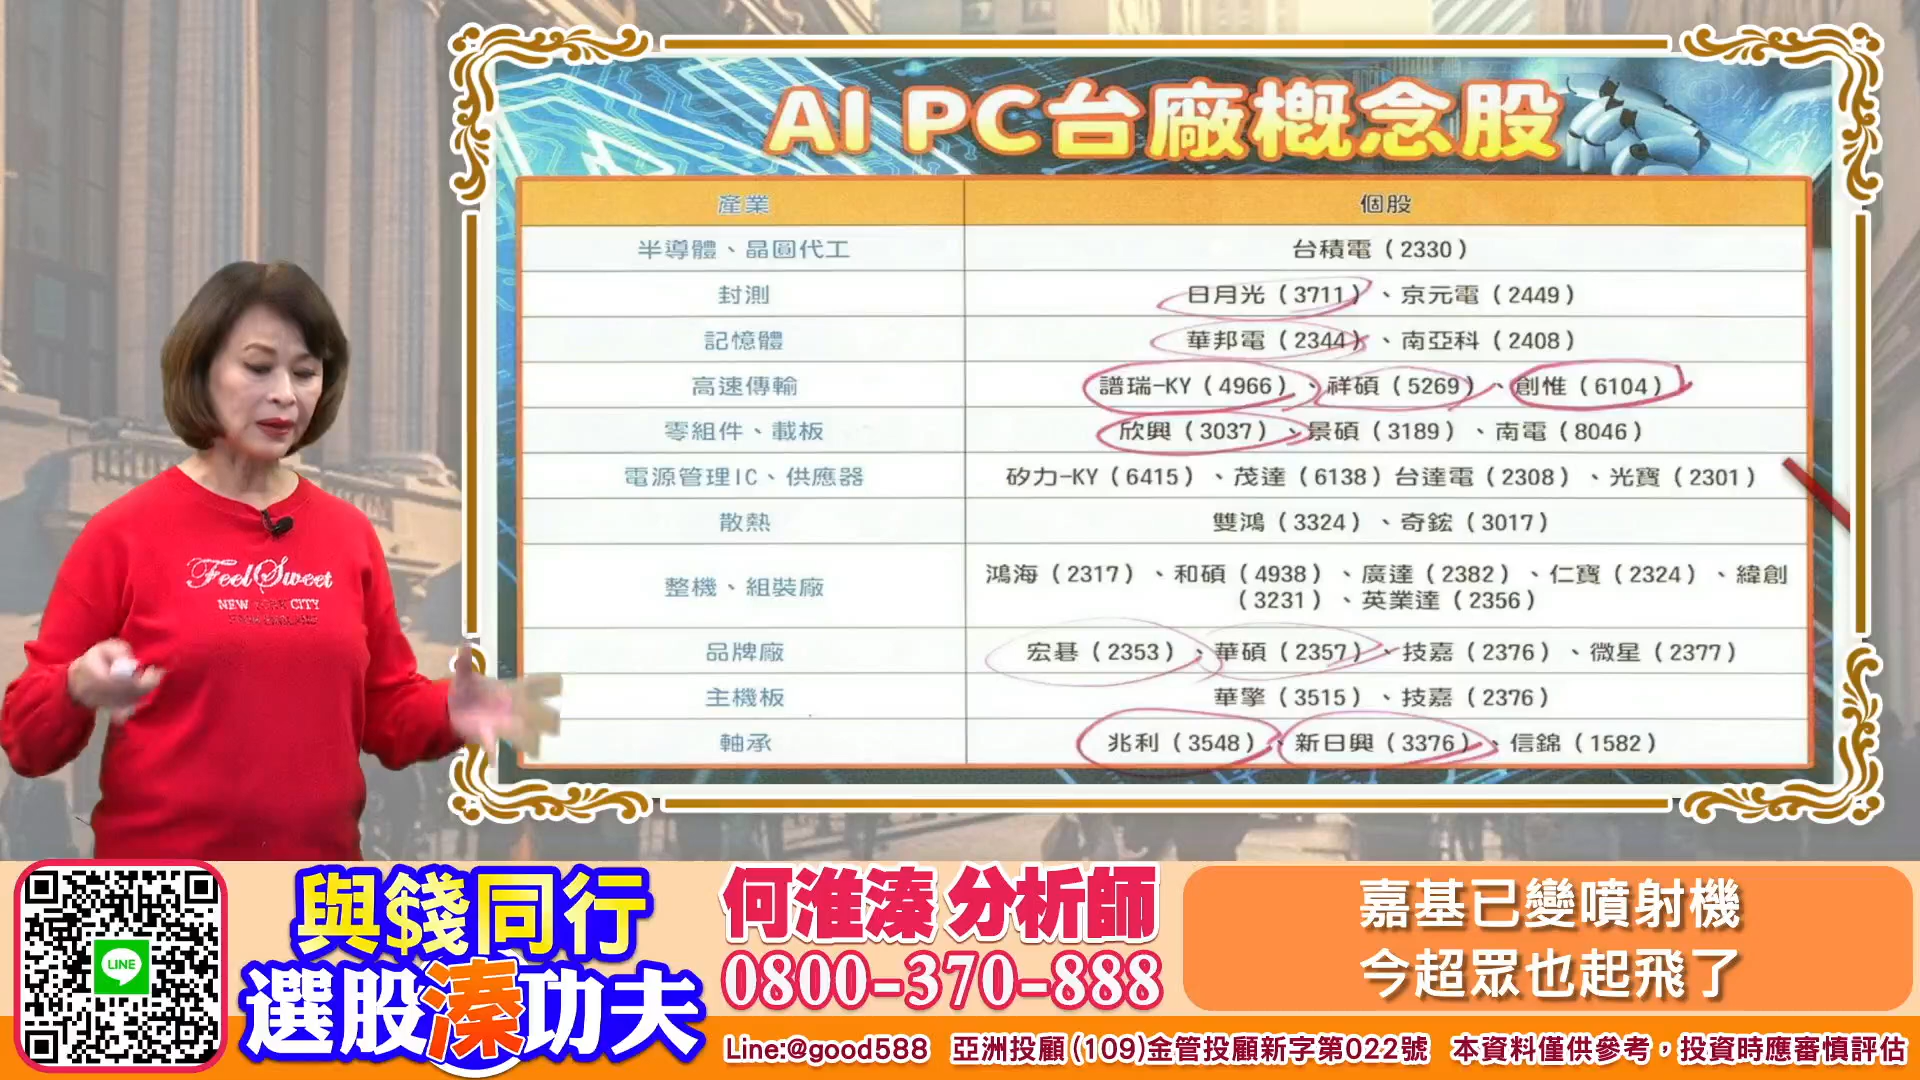 AI PC台廠概念股
產業 個股
半導體、晶圓代工 台積電（2330）
封測 日月光（3711）、京元電（2449）
記憶體 華邦電（2344）、南亞科（2408）
高速傳輸 譜瑞-KY（4966）、祥碩（5269）、創惟（6104）
零組件、載板 欣興（3037）、景碩（3189）、南電（8046）
電源管理IC、供應器 矽力-KY（6415）、茂達（6138）台達電（2308）、光寶（2301）
散熱 雙鴻（3324）、奇鋐（3017）
整機、組裝廠 鴻海（2317）、和碩（4938）、廣達（2382）、仁寶（2324）、緯創
（3231）、英業達（2356）
品牌廠 宏碁（2353）、華碩（2357）、技嘉（2376）、微星（2377）
主機板 華擎（3515）、技嘉（2376）
軸承 兆利（3548）、新日興（3376）、信錦（1582）
Feel Sweet
NEW YORK CITY
LINE
與$錢同行
選股溱功夫
何淮溱 分析師
0800-370-888
嘉基已變噴射機
今超眾也起飛了
Line:@good588 亞洲投顧 (109)金管投顧新字第022號 本資料僅供參考，投資時應審慎評估